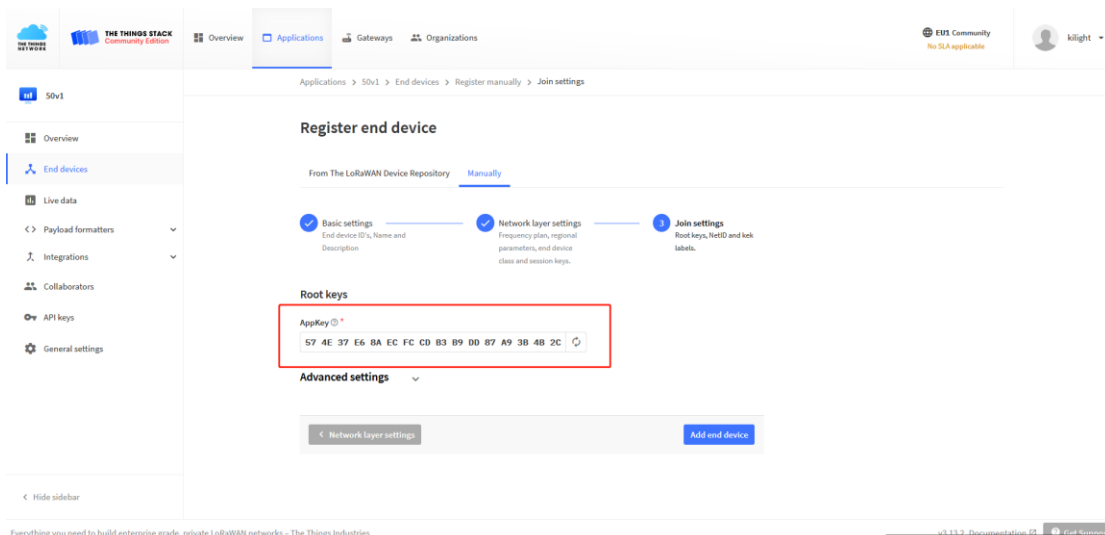 THE THINGS
NETWORK
THE THINGS STACK
Community Edition
Overview
Applications
Gateways
Organizations
EU1 Community
No SLA applicable
kilight
50v1
Overview
End devices
Live data
Payload formatters
Integrations
Collaborators
API keys
General settings
Hide sidebar
Applications > 50v1 > End devices > Register manually > Join settings
Register end device
From The LoRaWAN Device Repository
Manually
Basic settings
End device ID's, Name and
Description
Network layer settings
Frequency plan, regional
parameters, end device
class and session keys.
3
Join settings
Root keys, NetID and kek
labels.
Root keys
AppKey *
57 4E 37 E6 8A EC FC CD B3 B9 DD 87 A9 3B 4B 2C
Advanced settings
< Network layer settings
Add end device
Everything you need to build enterprise grade, private LoRaWAN networks – The Things Industries
v3.13.2
Documentation
Get Support